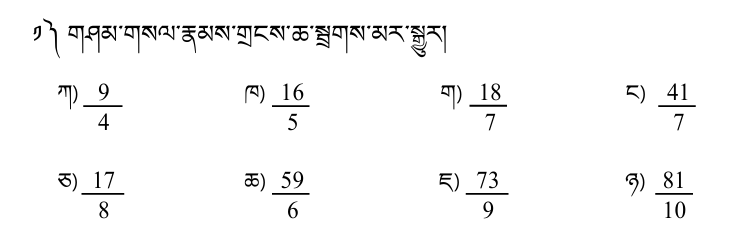 ༡༽ གཤམ་གསལ་རྣམས་གྲངས་ཆ་སྦྲགས་མར་སྒྱུར།
ཀ) 9/4 ཁ) 16/5 ག) 18/7 ང) 41/7
ཅ) 17/8 ཆ) 59/6 ཇ) 73/9 ཉ) 81/10